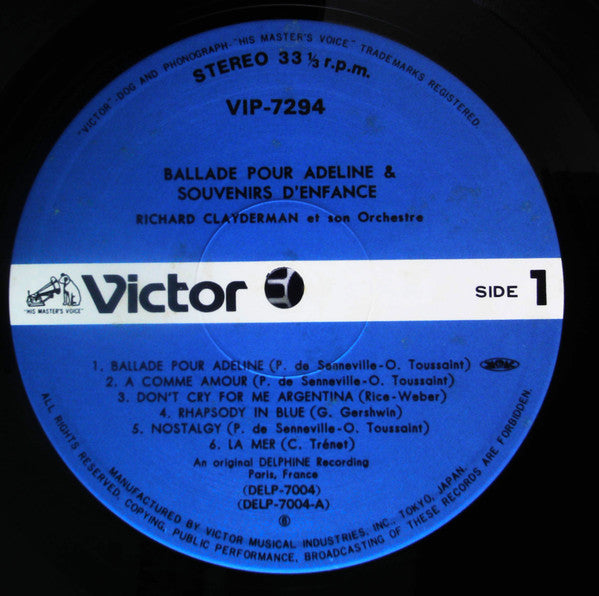 "VICTOR"-DOG AND PHONOGRAPH-"HIS MASTER'S VOICE" TRADEMARKS REGISTERED.
STEREO 33 ⅓ r.p.m.
VIP-7294
BALLADE POUR ADELINE &
SOUVENIRS D'ENFANCE
RICHARD CLAYDERMAN et son Orchestre
"HIS MASTER'S VOICE"
Victor
SIDE 1
1. BALLADE POUR ADELINE (P. de Senneville-O. Toussaint)
2. A COMME AMOUR (P. de Senneville-O. Toussaint)
3. DON'T CRY FOR ME ARGENTINA (Rice-Weber)
4. RHAPSODY IN BLUE (G. Gershwin)
5. NOSTALGY (P. de Senneville-O. Toussaint)
6. LA MER (C. Trénet)
An original DELPHINE Recording
Paris, France
(DELP-7004)
(DELP-7004-A)
MANUFACTURED BY VICTOR MUSICAL INDUSTRIES, INC., TOKYO, JAPAN.
ALL RIGHTS RESERVED. COPYING, PUBLIC PERFORMANCE, BROADCASTING OF THESE RECORDS ARE FORBIDDEN.